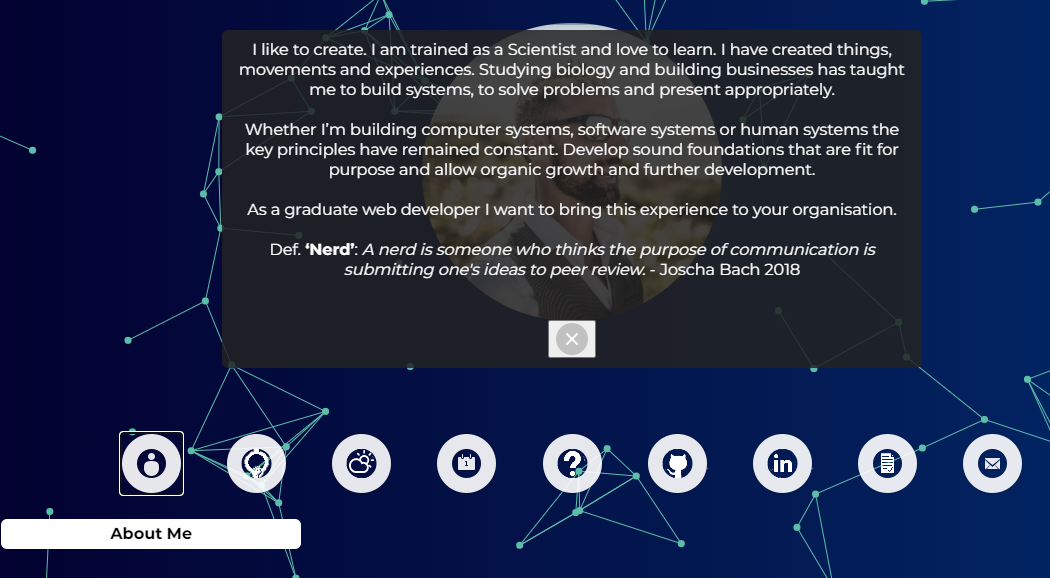 I like to create. I am trained as a Scientist and love to learn. I have created things,
movements and experiences. Studying biology and building businesses has taught
me to build systems, to solve problems and present appropriately.
Whether I’m building computer systems, software systems or human systems the
key principles have remained constant. Develop sound foundations that are fit for
purpose and allow organic growth and further development.
As a graduate web developer I want to bring this experience to your organisation.
Def. ‘Nerd’: A nerd is someone who thinks the purpose of communication is
submitting one's ideas to peer review. - Joscha Bach 2018
1
?
in
About Me